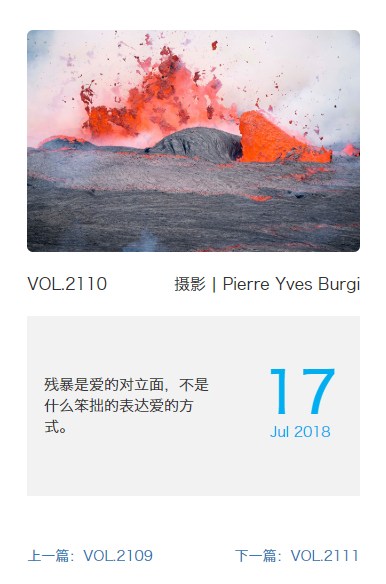 VOL.2110
摄影 | Pierre Yves Burgi
残暴是爱的对立面，不是
什么笨拙的表达爱的方
式。
17
Jul 2018
上一篇：VOL.2109
下一篇：VOL.2111